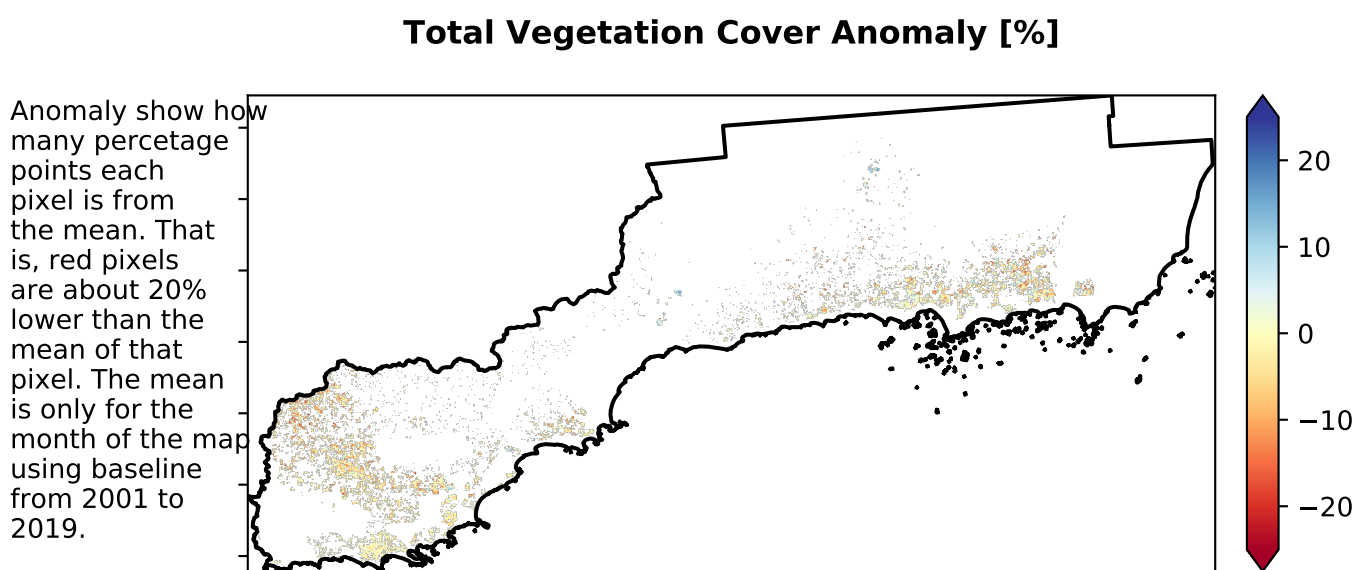 Total Vegetation Cover Anomaly [%]
Anomaly show how
many percetage
points each
pixel is from
the mean. That
is, red pixels
are about 20%
lower than the
mean of that
pixel. The mean
is only for the
month of the map
using baseline
from 2001 to
2019.
20
10
0
−10
−20